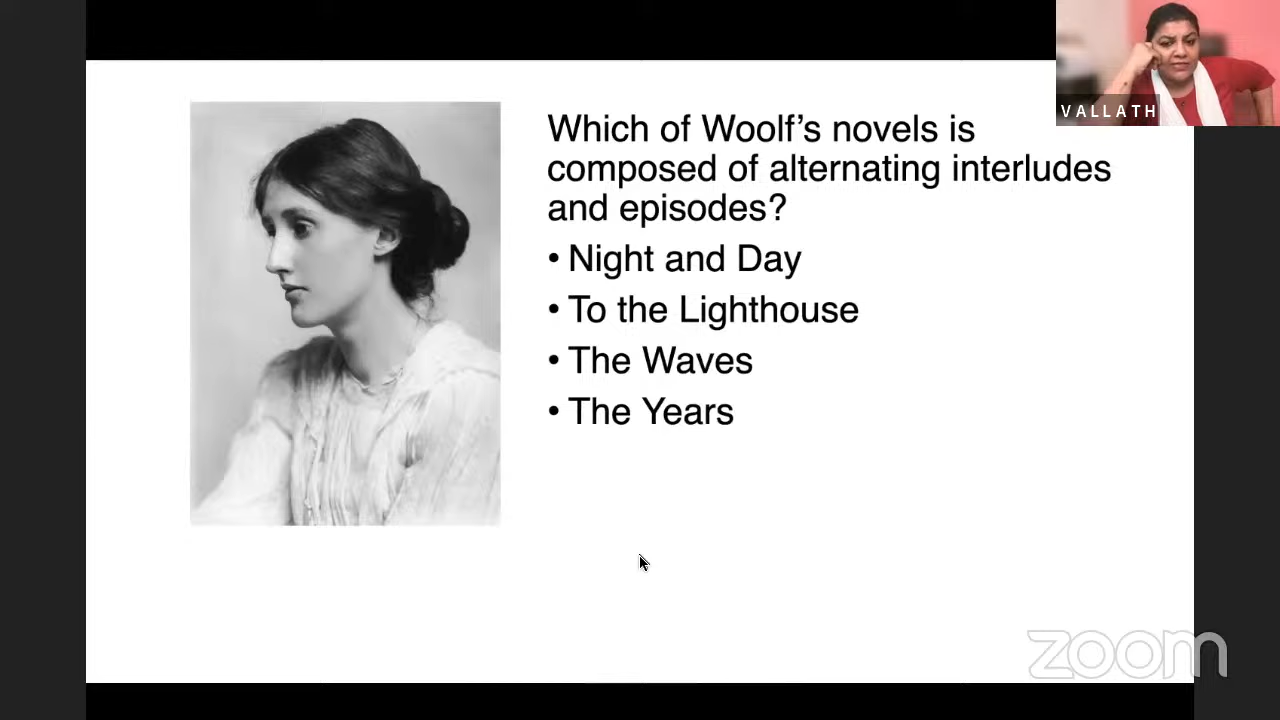 VALLATH
Which of Woolf’s novels is
composed of alternating interludes
and episodes?
• Night and Day
• To the Lighthouse
• The Waves
• The Years
zoom